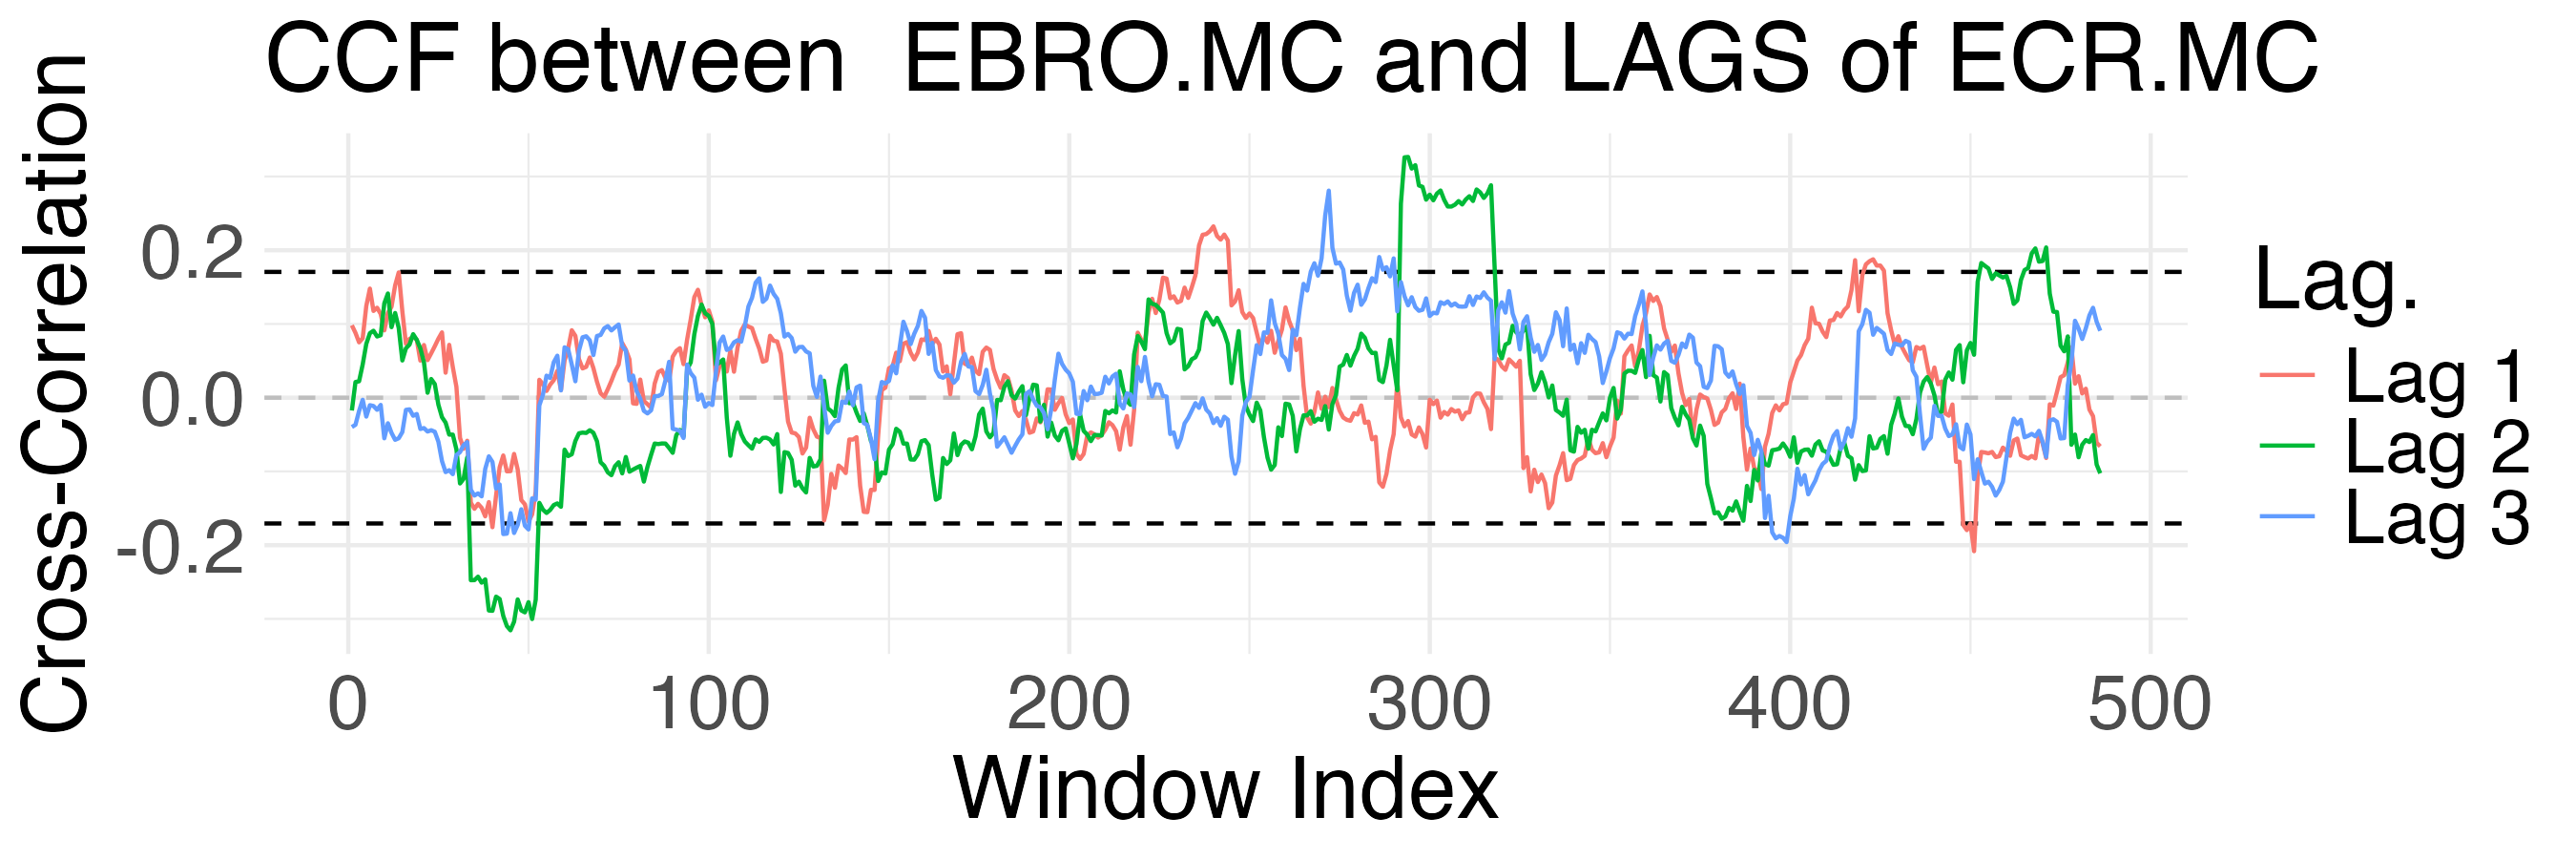 CCF between  EBRO.MC and LAGS of ECR.MC
Cross-Correlation
0.2
0.0
-0.2
0
100
200
300
400
500
Window Index
Lag.
Lag 1
Lag 2
Lag 3